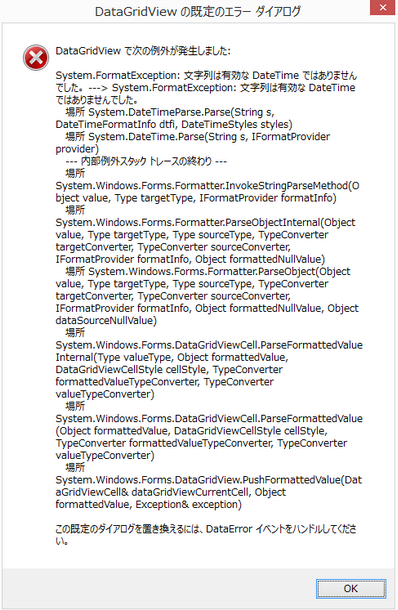 DataGridView の既定のエラー ダイアログ
DataGridView で次の例外が発生しました:
System.FormatException: 文字列は有効な DateTime ではありません
でした。 ---> System.FormatException: 文字列は有効な DateTime
ではありませんでした。
場所 System.DateTimeParse.Parse(String s,
DateTimeFormatInfo dtfi, DateTimeStyles styles)
場所 System.DateTime.Parse(String s, IFormatProvider
provider)
--- 内部例外スタック トレースの終わり ---
場所
System.Windows.Forms.Formatter.InvokeStringParseMethod(O
bject value, Type targetType, IFormatProvider formatInfo)
場所
System.Windows.Forms.Formatter.ParseObjectInternal(Object
value, Type targetType, Type sourceType, TypeConverter
targetConverter, TypeConverter sourceConverter,
IFormatProvider formatInfo, Object formattedNullValue)
場所 System.Windows.Forms.Formatter.ParseObject(Object
value, Type targetType, Type sourceType, TypeConverter
targetConverter, TypeConverter sourceConverter,
IFormatProvider formatInfo, Object formattedNullValue, Object
dataSourceNullValue)
場所
System.Windows.Forms.DataGridViewCell.ParseFormattedValue
Internal(Type valueType, Object formattedValue,
DataGridViewCellStyle cellStyle, TypeConverter
formattedValueTypeConverter, TypeConverter
valueTypeConverter)
場所
System.Windows.Forms.DataGridViewCell.ParseFormattedValue
(Object formattedValue, DataGridViewCellStyle cellStyle,
TypeConverter formattedValueTypeConverter, TypeConverter
valueTypeConverter)
場所
System.Windows.Forms.DataGridView.PushFormattedValue(Dat
aGridViewCell& dataGridViewCurrentCell, Object
formattedValue, Exception& exception)
この既定のダイアログを置き換えるには、DataError イベントをハンドルしてくださ
い。
OK